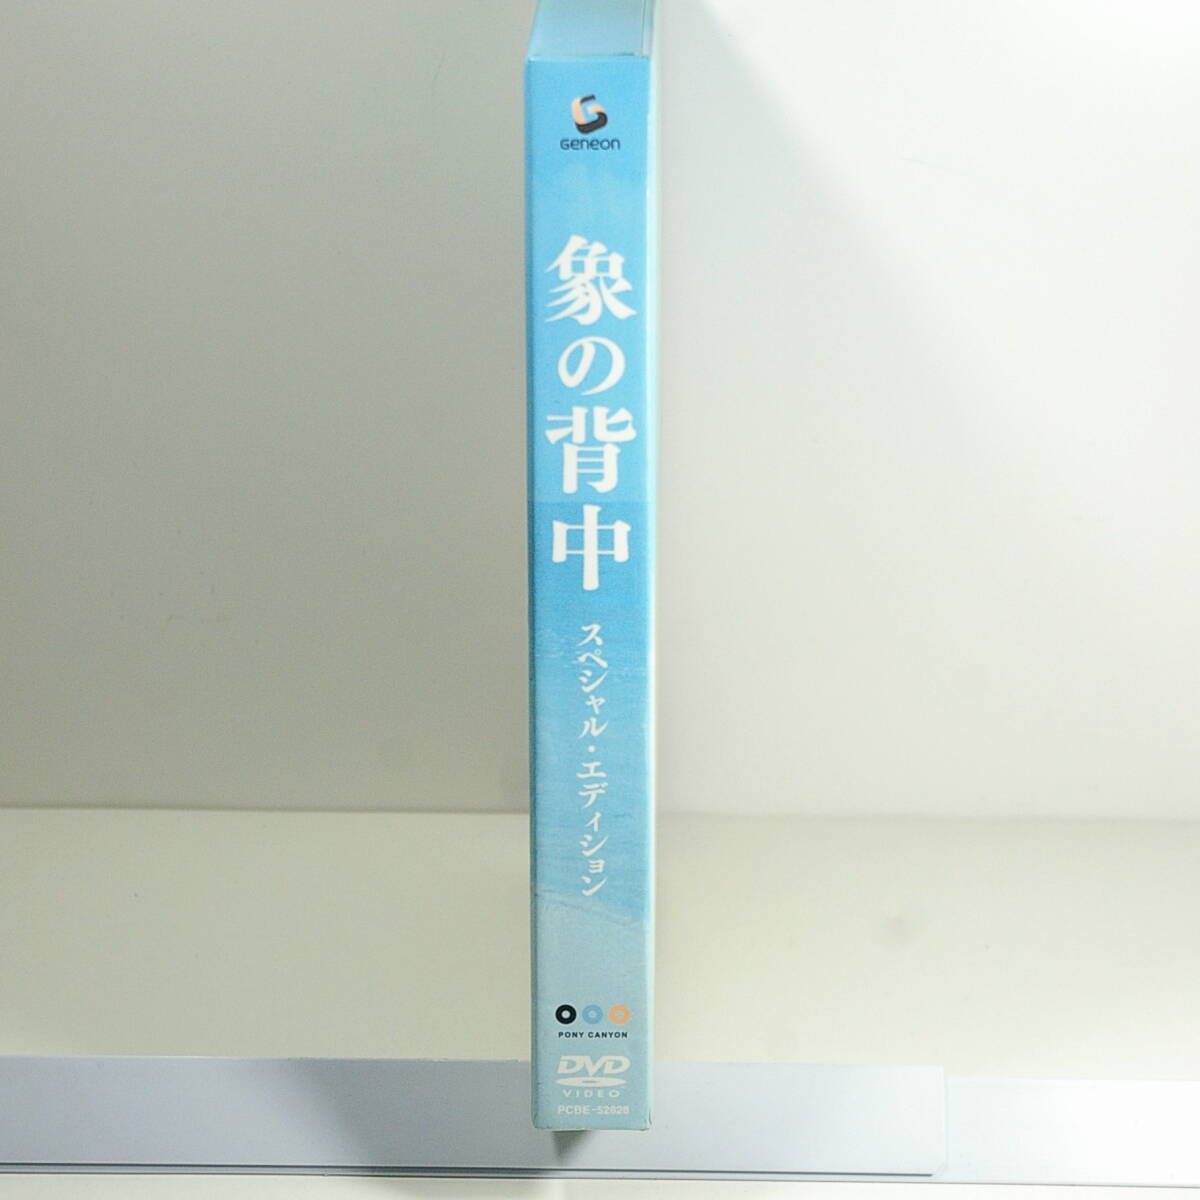 Geneon
象の背中
スペシャル・エディション
PONY CANYON
DVD
VIDEO
PCBE-52828